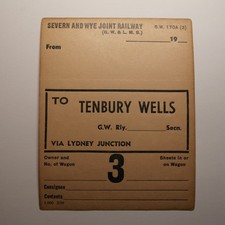 SEVERN AND WYE JOINT RAILWAY
(G. W. & L. M. S.)
From
19
TO TENBURY WELLS
G.W. Rly. Secn.
VIA LYDNEY JUNCTION
Owner and No. of Wagon
3
Sheets in or on Wagon
Consignee
Contents